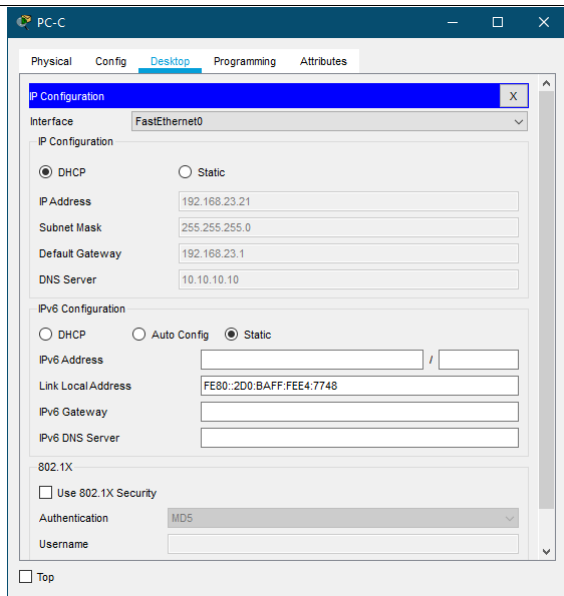 PC-C
Physical Config Desktop Programming Attributes
IP Configuration X
Interface FastEthernet0
IP Configuration
DHCP Static
IP Address 192.168.23.21
Subnet Mask 255.255.255.0
Default Gateway 192.168.23.1
DNS Server 10.10.10.10
IPv6 Configuration
DHCP Auto Config Static
IPv6 Address /
Link Local Address FE80::2D0:BAFF:FEE4:7748
IPv6 Gateway
IPv6 DNS Server
802.1X
Use 802.1X Security
Authentication MD5
Username
Top